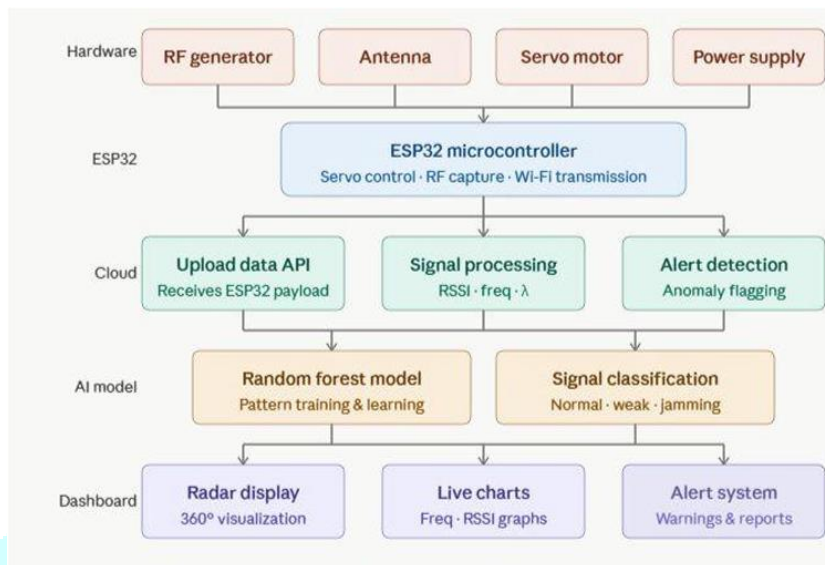 Hardware
RF generator
Antenna
Servo motor
Power supply
ESP32
ESP32 microcontroller
Servo control · RF capture · Wi-Fi transmission
Cloud
Upload data API
Receives ESP32 payload
Signal processing
RSSI · freq · λ
Alert detection
Anomaly flagging
AI model
Random forest model
Pattern training & learning
Signal classification
Normal · weak · jamming
Dashboard
Radar display
360° visualization
Live charts
Freq · RSSI graphs
Alert system
Warnings & reports